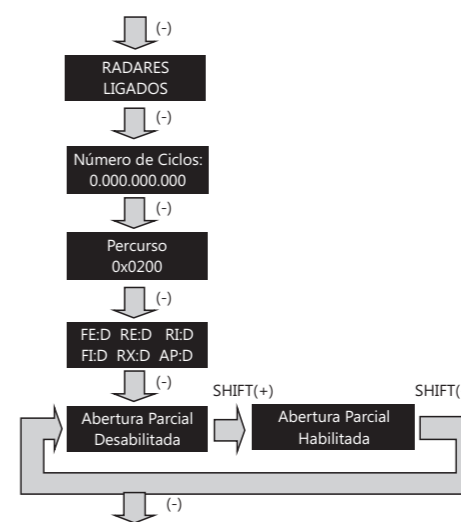 (-)
RADARES
LIGADOS
(-)
Número de Ciclos:
0.000.000.000
(-)
Percurso
0x0200
(-)
FE:D RE:D RI:D
FI:D RX:D AP:D
(-)
SHIFT(+)
SHIFT(
Abertura Parcial
Desabilitada
Abertura Parcial
Habilitada
(-)